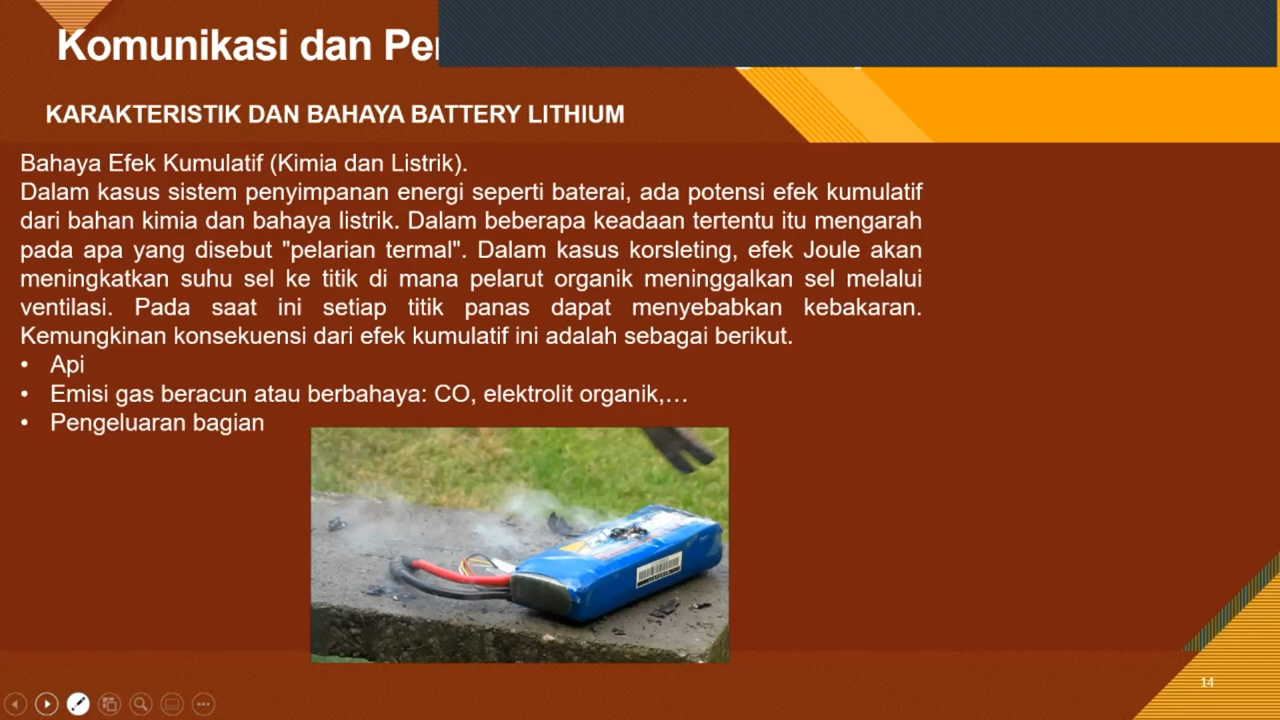 Komunikasi dan
KARAKTERISTIK DAN BAHAYA BATTERY LITHIUM
Bahaya Efek Kumulatif (Kimia dan Listrik).
Dalam kasus sistem penyimpanan energi seperti baterai, ada potensi efek kumulatif
dari bahan kimia dan bahaya listrik. Dalam beberapa keadaan tertentu itu mengarah
pada apa yang disebut "pelarian termal". Dalam kasus korsleting, efek Joule akan
meningkatkan suhu sel ke titik di mana pelarut organik meninggalkan sel melalui
ventilasi. Pada saat ini setiap titik panas dapat menyebabkan kebakaran.
Kemungkinan konsekuensi dari efek kumulatif ini adalah sebagai berikut.
• Api
• Emisi gas beracun atau berbahaya: CO, elektrolit organik,…
• Pengeluaran bagian
14